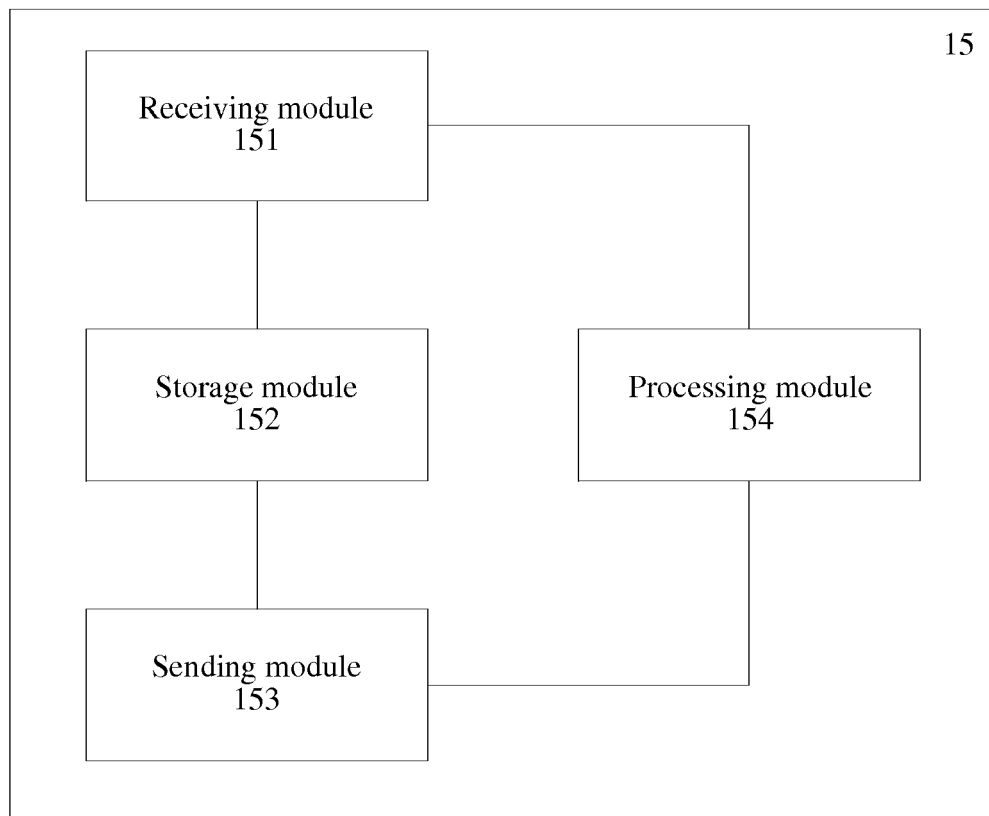 15
Receiving module
151
Storage module
152
Processing module
154
Sending module
153